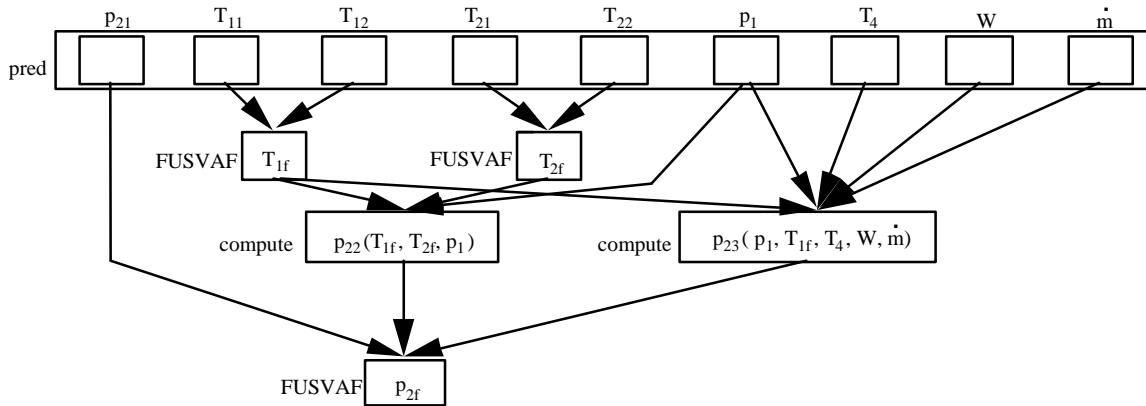 p₂₁ T₁₁ T₁₂ T₂₁ T₂₂ p₁ T₄ W ṁ
pred
FUSVAF T₁f FUSVAF T₂f
compute p₂₂(T₁f, T₂f, p₁) compute p₂₃( p₁, T₁f, T₄, W, ṁ)
FUSVAF p₂f